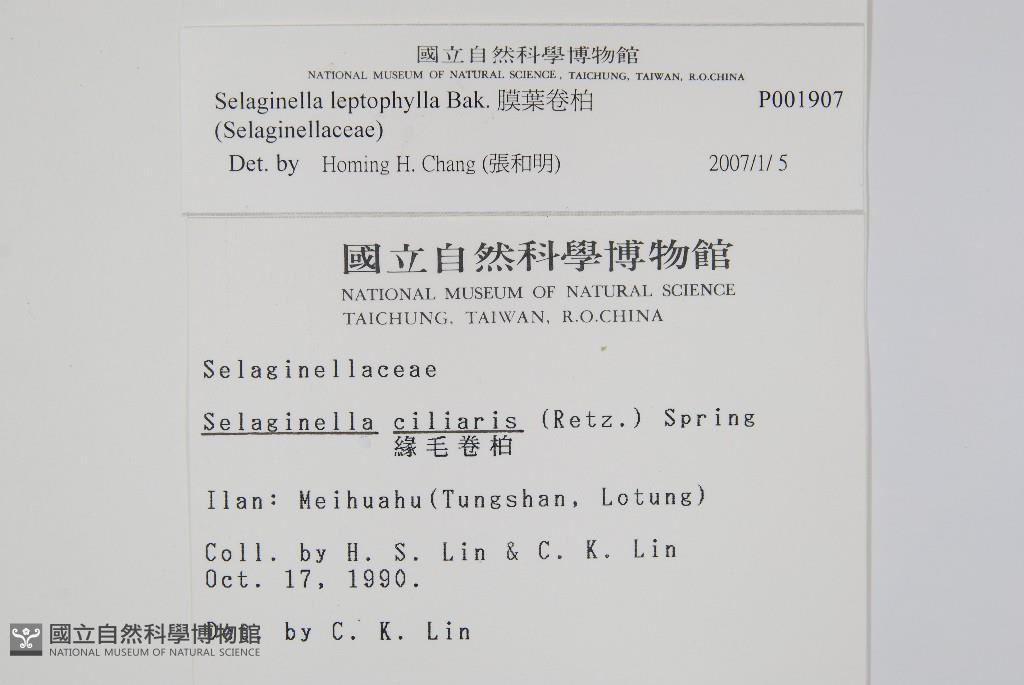 國立自然科學博物館
NATIONAL MUSEUM OF NATURAL SCIENCE, TAICHUNG, TAIWAN, R.O.CHINA
Selaginella leptophylla Bak. 膜葉卷柏 P001907
(Selaginellaceae)
Det. by Homing H. Chang (張和明) 2007/1/ 5
國立自然科學博物館
NATIONAL MUSEUM OF NATURAL SCIENCE
TAICHUNG, TAIWAN, R.O.CHINA
Selaginellaceae
Selaginella ciliaris (Retz.) Spring
緣毛卷柏
Ilan: Meihuahu(Tungshan, Lotung)
Coll. by H. S. Lin & C. K. Lin
Oct. 17, 1990.
Det. by C. K. Lin
國立自然科學博物館
NATIONAL MUSEUM OF NATURAL SCIENCE